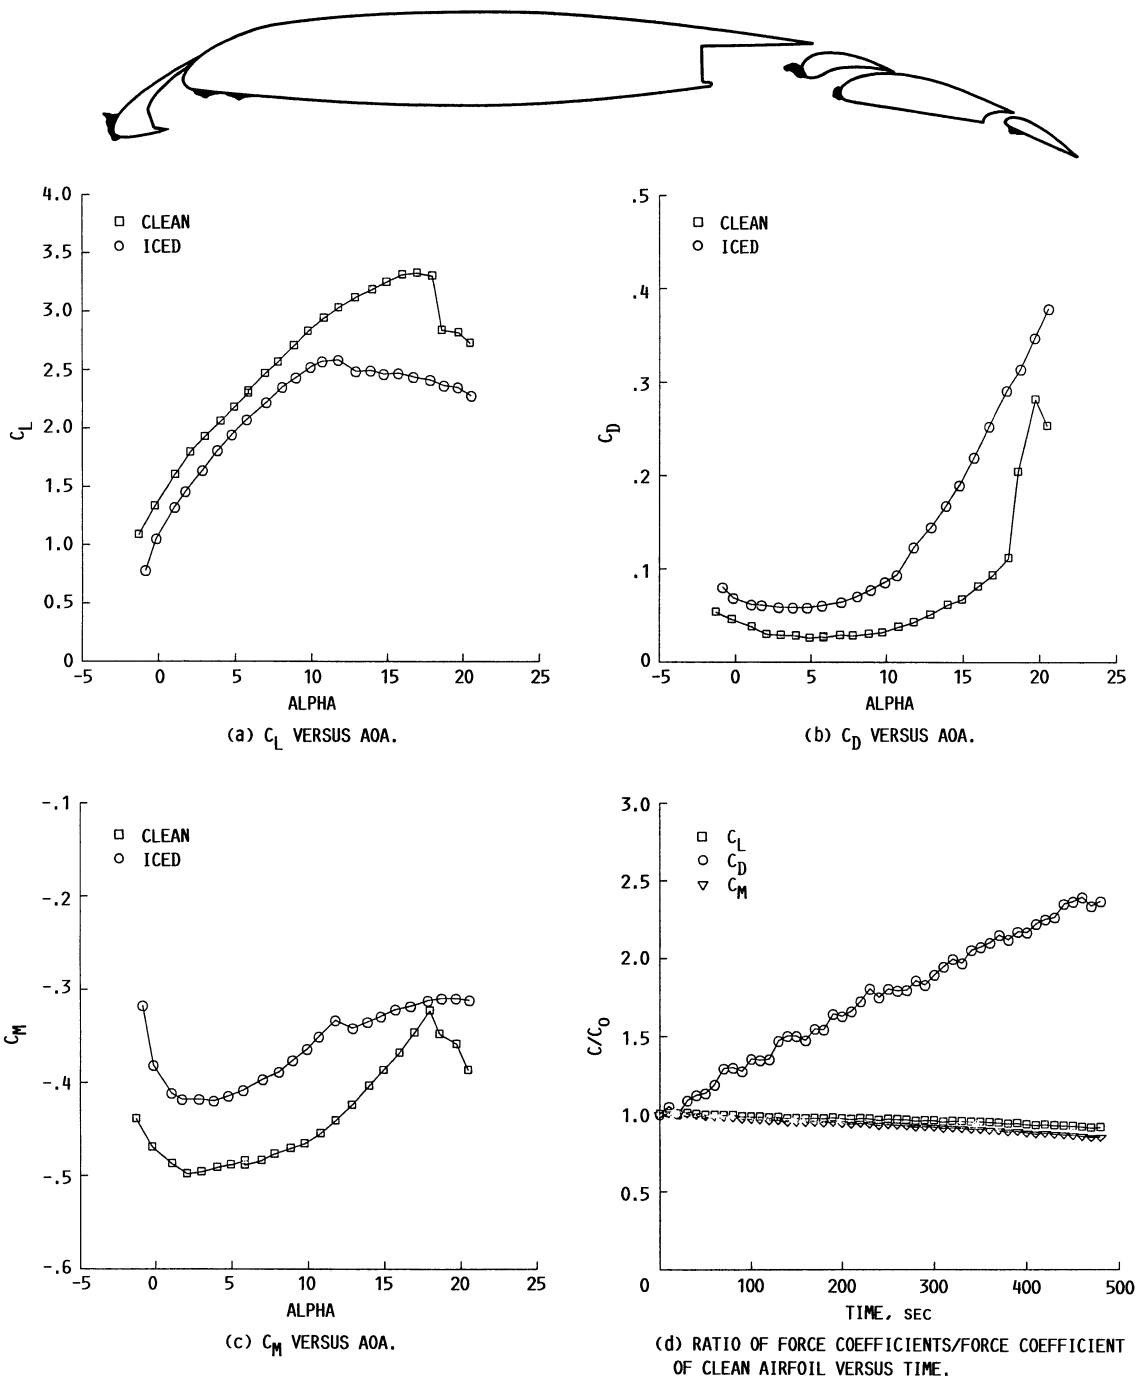 4.0
3.5
3.0
2.5
2.0
1.5
1.0
0.5
0
C_L
□ CLEAN
○ ICED
-5 0 5 10 15 20 25
ALPHA
(a) C_L VERSUS AOA.
.5
.4
.3
.2
.1
0
C_D
□ CLEAN
○ ICED
-5 0 5 10 15 20 25
ALPHA
(b) C_D VERSUS AOA.
-.1
-.2
-.3
-.4
-.5
-.6
C_M
□ CLEAN
○ ICED
-5 0 5 10 15 20 25
ALPHA
(c) C_M VERSUS AOA.
3.0
2.5
2.0
1.5
1.0
0.5
C/C_O
□ C_L
○ C_D
▽ C_M
0 100 200 300 400 500
TIME, SEC
(d) RATIO OF FORCE COEFFICIENTS/FORCE COEFFICIENT
OF CLEAN AIRFOIL VERSUS TIME.